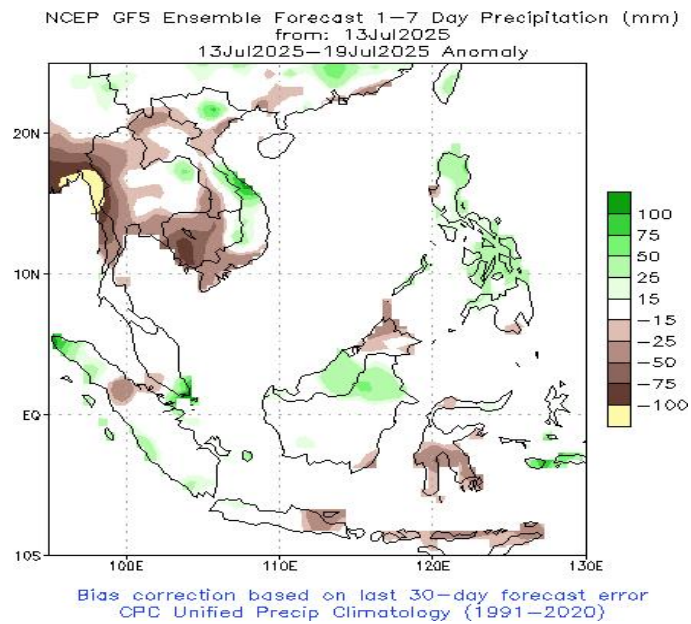 NCEP GFS Ensemble Forecast 1–7 Day Precipitation (mm)
from: 13Jul2025
13Jul2025–19Jul2025 Anomaly
20N
10N
EQ
10S
100E
110E
120E
130E
100
75
50
25
15
−15
−25
−50
−75
−100
Bias correction based on last 30−day forecast error
CPC Unified Precip Climatology (1991−2020)